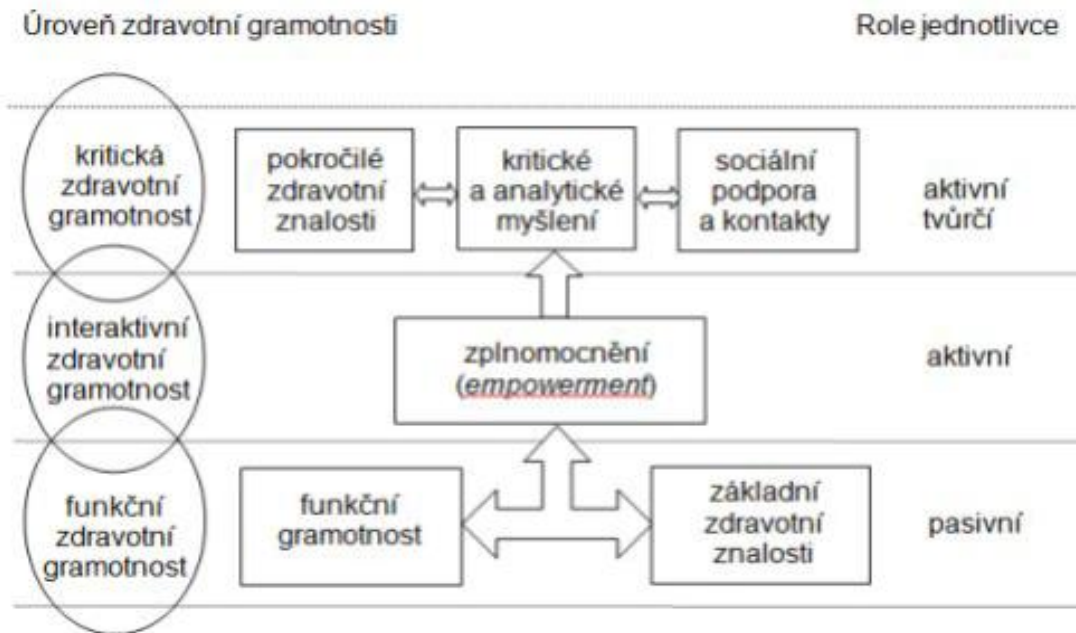 Úroveň zdravotní gramotnosti
Role jednotlivce
kritická
zdravotní
gramotnost
pokročilé
zdravotní
znalosti
kritické
a analytické
myšlení
sociální
podpora
a kontakty
aktivní
tvůrčí
interaktivní
zdravotní
gramotnost
zplnomocnění
(empowerment)
aktivní
funkční
zdravotní
gramotnost
funkční
gramotnost
základní
zdravotní
znalosti
pasivní